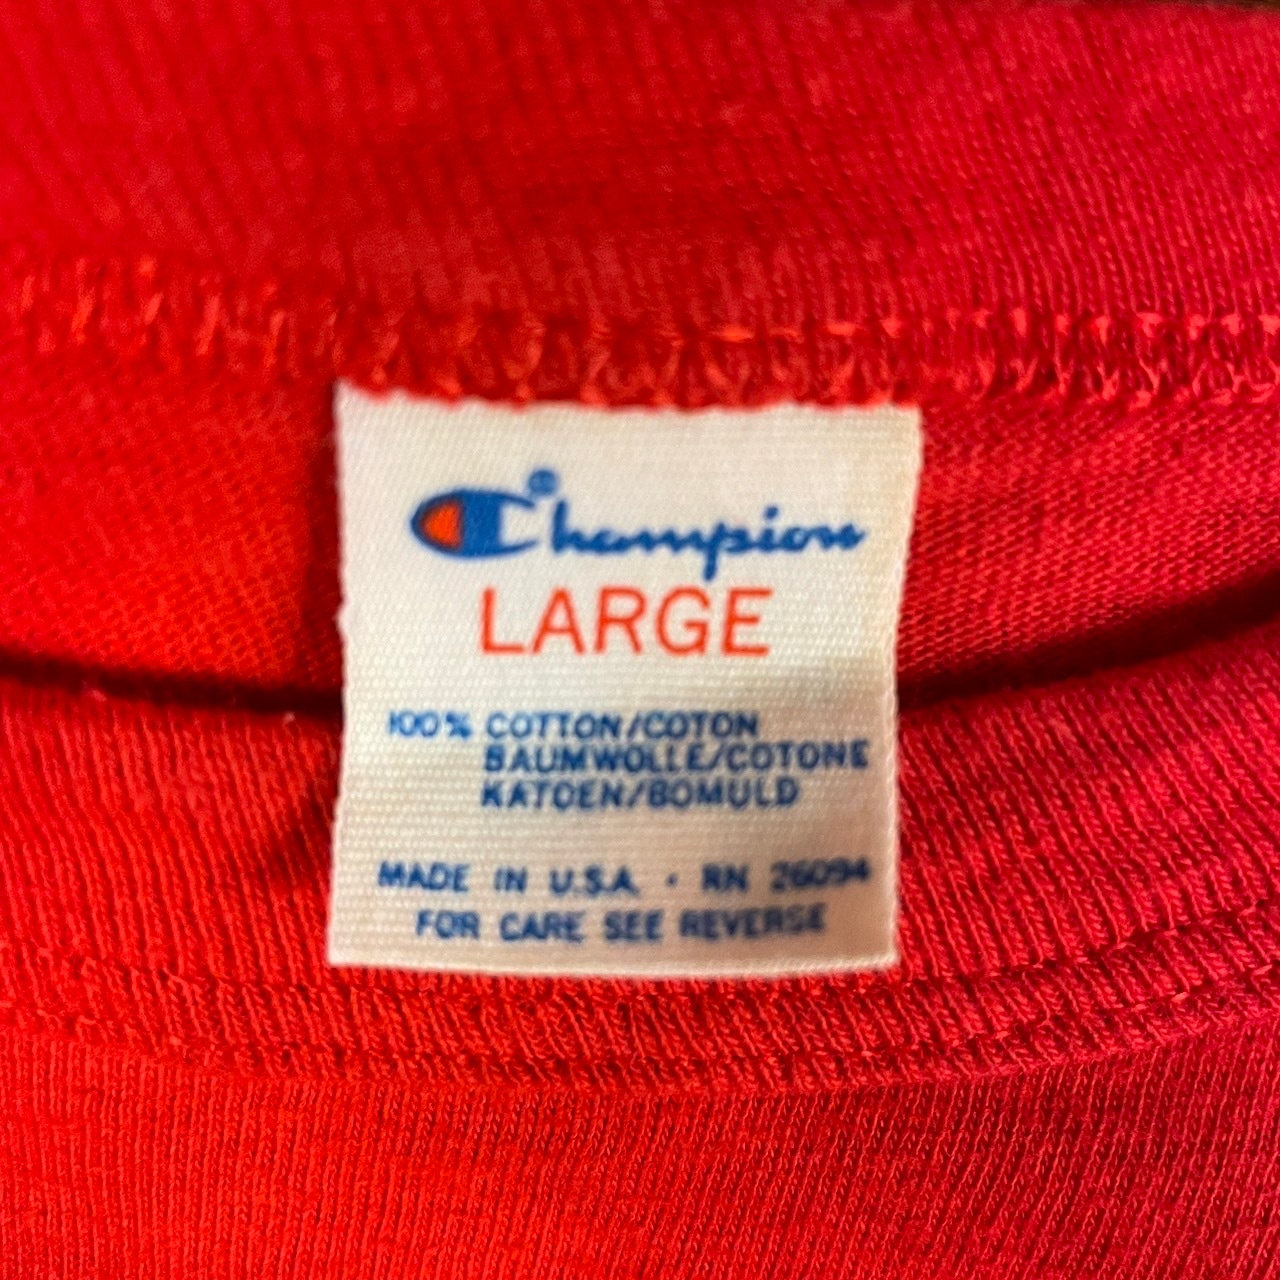 Champion®
LARGE
100% COTTON/COTON
BAUMWOLLE/COTONE
KATOEN/BOMULD
MADE IN U.S.A. · RN 26094
FOR CARE SEE REVERSE